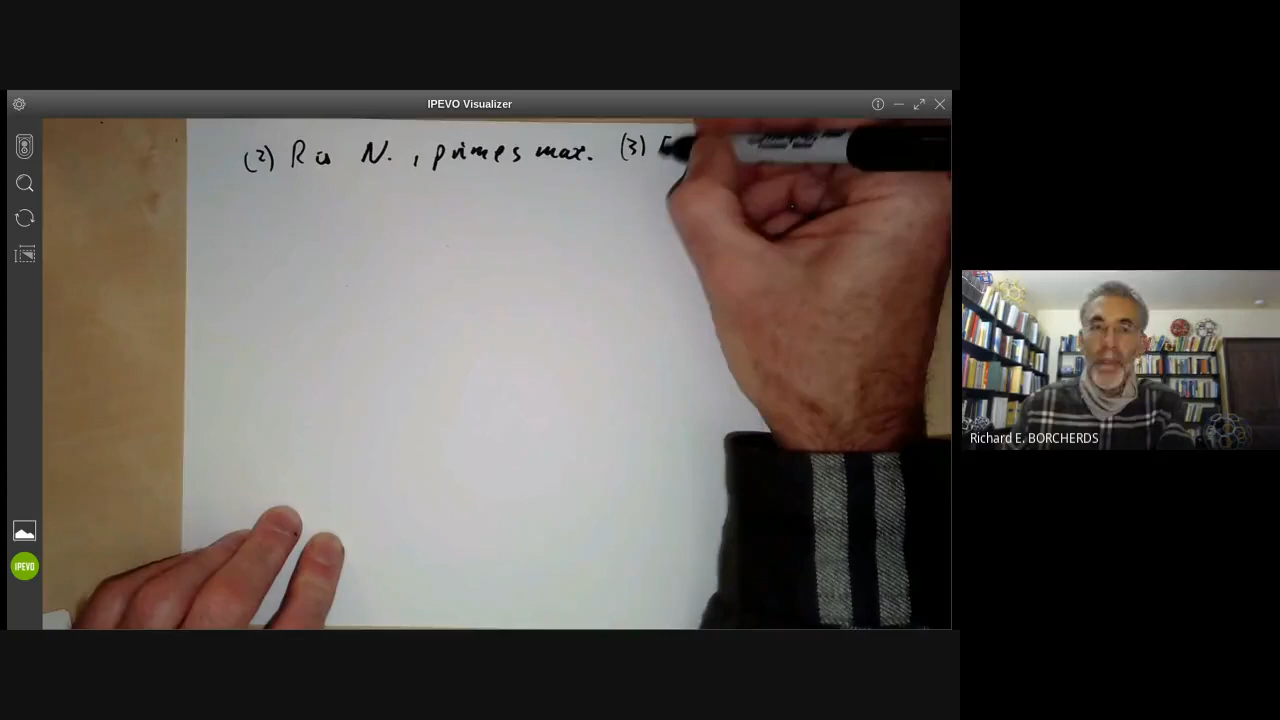 IPEVO Visualizer
(2) R is N. , primes max. (3)
IPEVO
Richard E. BORCHERDS